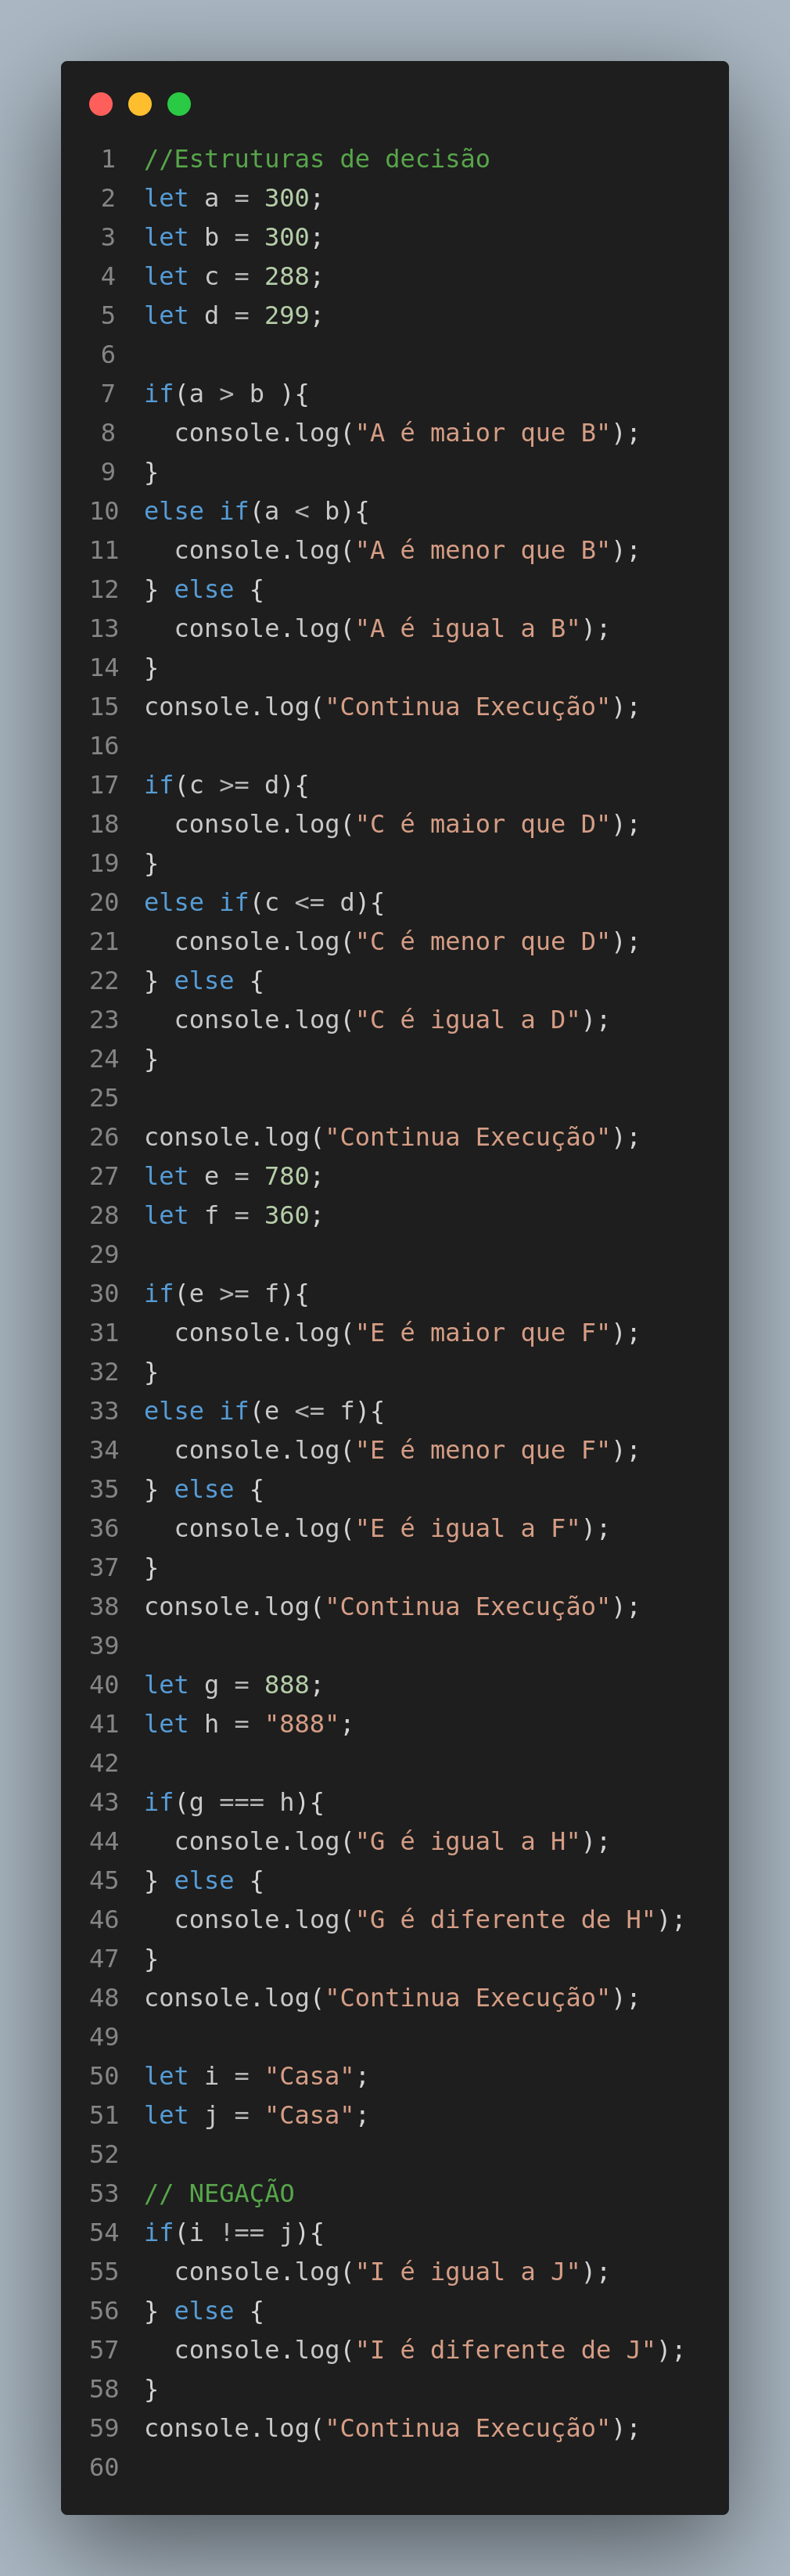 1 //Estruturas de decisão
2 let a = 300;
3 let b = 300;
4 let c = 288;
5 let d = 299;
6
7 if(a > b ){
8   console.log("A é maior que B");
9 }
10 else if(a < b){
11   console.log("A é menor que B");
12 } else {
13   console.log("A é igual a B");
14 }
15 console.log("Continua Execução");
16
17 if(c >= d){
18   console.log("C é maior que D");
19 }
20 else if(c <= d){
21   console.log("C é menor que D");
22 } else {
23   console.log("C é igual a D");
24 }
25
26 console.log("Continua Execução");
27 let e = 780;
28 let f = 360;
29
30 if(e >= f){
31   console.log("E é maior que F");
32 }
33 else if(e <= f){
34   console.log("E é menor que F");
35 } else {
36   console.log("E é igual a F");
37 }
38 console.log("Continua Execução");
39
40 let g = 888;
41 let h = "888";
42
43 if(g === h){
44   console.log("G é igual a H");
45 } else {
46   console.log("G é diferente de H");
47 }
48 console.log("Continua Execução");
49
50 let i = "Casa";
51 let j = "Casa";
52
53 // NEGAÇÃO
54 if(i !== j){
55   console.log("I é igual a J");
56 } else {
57   console.log("I é diferente de J");
58 }
59 console.log("Continua Execução");
60